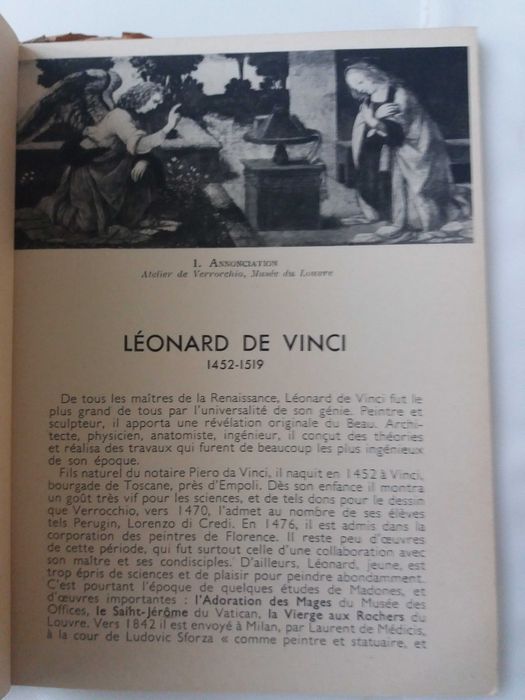 1. Annonciation
Atelier de Verrocchio, Musée du Louvre
LÉONARD DE VINCI
1452-1519
De tous les maîtres de la Renaissance, Léonard de Vinci fut le
plus grand de tous par l'universalité de son génie. Peintre et
sculpteur, il apporta une révélation originale du Beau. Archi-
tecte, physicien, anatomiste, ingénieur, il conçut des théories
et réalisa des travaux qui furent de beaucoup les plus ingénieux
de son époque.
Fils naturel du notaire Piero da Vinci, il naquit en 1452 à Vinci,
bourgade de Toscane, près d'Empoli. Dès son enfance il montra
un goût très vif pour les sciences, et de tels dons pour le dessin
que Verrocchio, vers 1470, l'admet au nombre de ses élèves
tels Perugin, Lorenzo di Credi. En 1476, il est admis dans la
corporation des peintres de Florence. Il reste peu d'œuvres
de cette période, qui fut surtout celle d'une collaboration avec
son maître et ses condisciples. D'ailleurs, Léonard, jeune, est
trop épris de sciences et de plaisir pour peindre abondamment.
C'est pourtant l'époque de quelques études de Madones, et
d'œuvres importantes : l'Adoration des Mages du Musée des
Offices, le Saint-Jérôme du Vatican, la Vierge aux Rochers du
Louvre. Vers 1842 il est envoyé à Milan, par Laurent de Médicis,
à la cour de Ludovic Sforza « comme peintre et statuaire, et